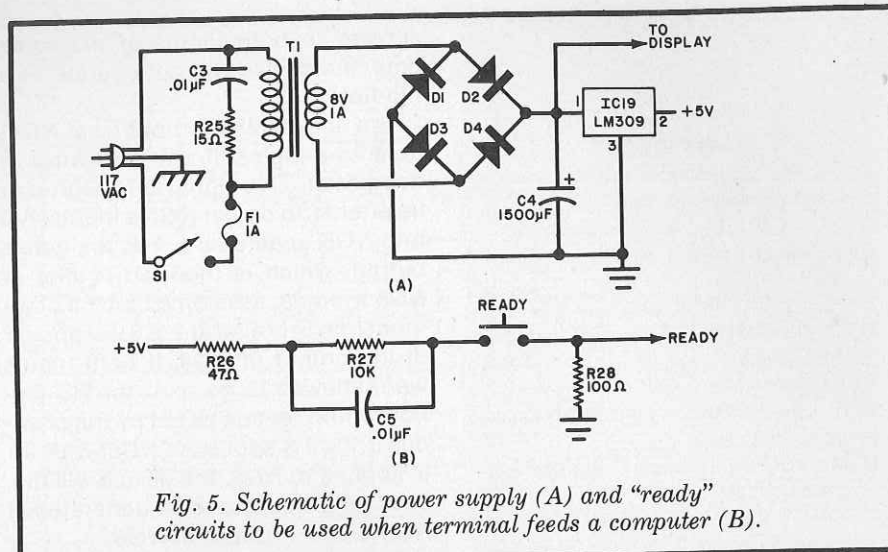 TO
DISPLAY
T1
C3
.01µF
8V
1A
D1
D2
D3
D4
1
IC19
LM309
2
+5V
3
R25
15Ω
117
VAC
F1
1A
S1
+
C4
1500µF
(A)
READY
+5V
R26
47Ω
R27
10K
READY
R28
100Ω
C5
.01µF
(B)
Fig. 5. Schematic of power supply (A) and “ready”
circuits to be used when terminal feeds a computer (B).